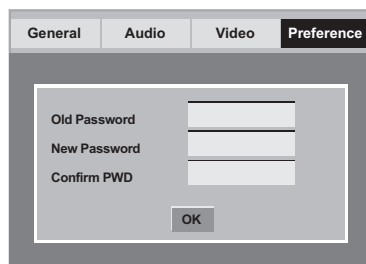 General Audio Video Preference
Old Password
New Password
Confirm PWD
OK